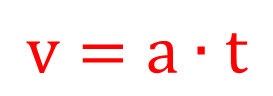 v = a · t